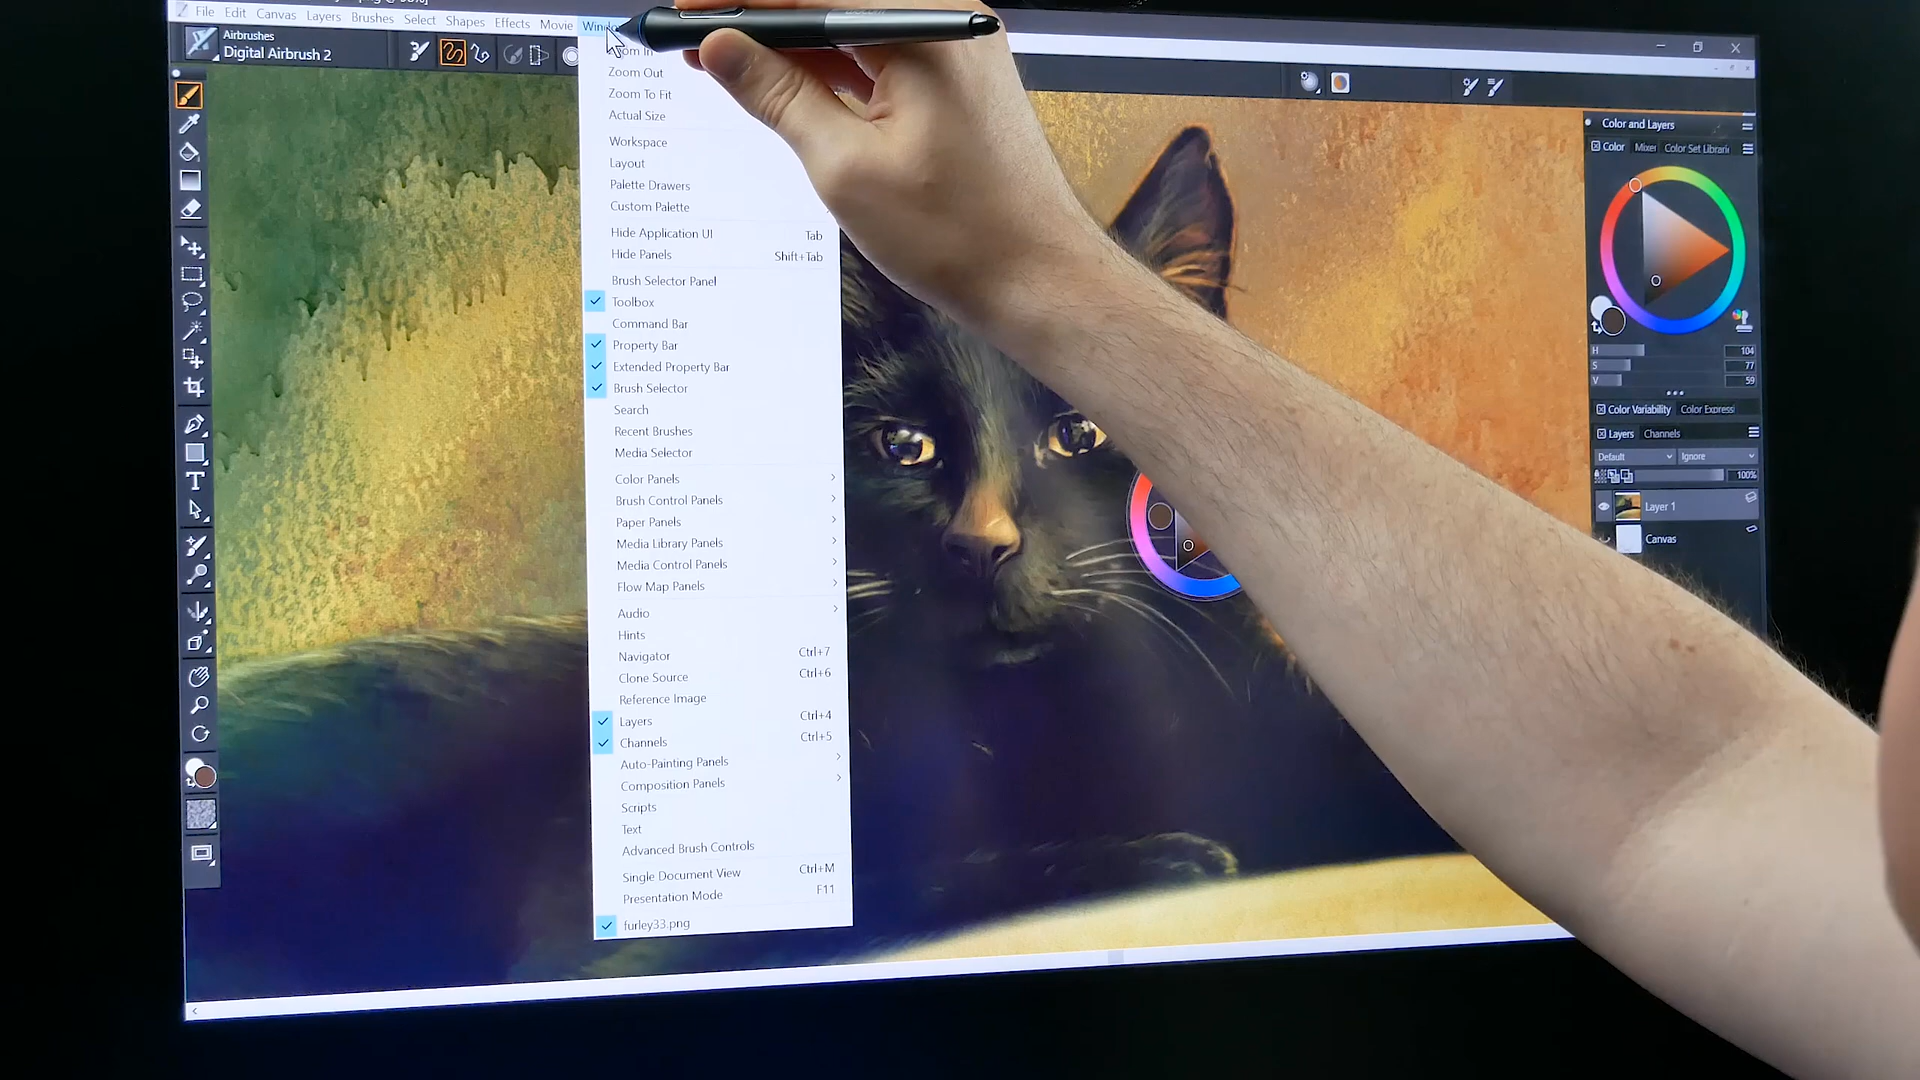 File Edit Canvas Layers Brushes Select Shapes Effects Movie
Airbrushes
Digital Airbrush 2
Zoom In
Zoom Out
Zoom To Fit
Actual Size
Workspace
Layout
Palette Drawers
Custom Palette
Hide Application UI Tab
Hide Panels Shift+Tab
Brush Selector Panel
Toolbox
Command Bar
Property Bar
Extended Property Bar
Brush Selector
Search
Recent Brushes
Media Selector
Color Panels
Brush Control Panels
Paper Panels
Media Library Panels
Media Control Panels
Flow Map Panels
Audio
Hints
Navigator Ctrl+7
Clone Source Ctrl+6
Reference Image
Layers Ctrl+4
Channels Ctrl+5
Auto-Painting Panels
Composition Panels
Scripts
Text
Advanced Brush Controls
Single Document View Ctrl+M
Presentation Mode F11
furley33.png
Color and Layers
Color Mixer Color Set Librari
H 104
S 77
V 59
Color Variability Color Express
Layers Channels
Default Ignore
100%
Layer 1
Canvas